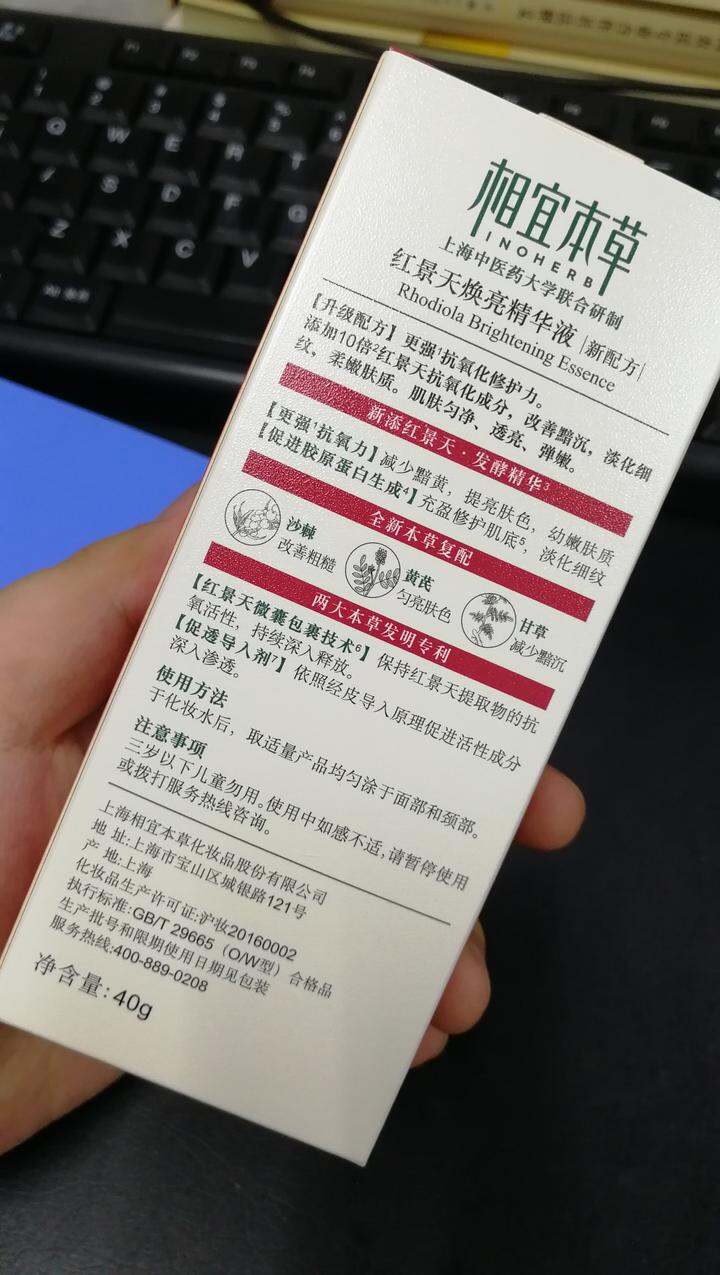 相宜本草
INOHERB
上海中医药大学联合研制
红景天焕亮精华液 |新配方|
Rhodiola Brightening Essence
【升级配方】更强¹抗氧化修护力。
添加10倍²红景天抗氧化成分,改善黯沉,淡化细
纹,柔嫩肤质。肌肤匀净、透亮、弹嫩。
新添红景天·发酵精华³
【更强¹抗氧力】减少黯黄,提亮肤色,幼嫩肤质
【促进胶原蛋白生成⁴】充盈修护肌底⁵,淡化细纹
全新本草复配
沙棘
改善粗糙
黄芪
匀亮肤色
甘草
减少黯沉
两大本草发明专利
【红景天微囊包裹技术⁶】保持红景天提取物的抗
氧活性,持续深入释放。
【促透导入剂⁷】依照经皮导入原理促进活性成分
深入渗透。
使用方法
于化妆水后,取适量产品均匀涂于面部和颈部。
注意事项
三岁以下儿童勿用。使用中如感不适,请暂停使用
或拨打服务热线咨询。
上海相宜本草化妆品股份有限公司
地 址:上海市宝山区城银路121号
产 地:上海
化妆品生产许可证:沪妆20160002
执行标准:GB/T 29665(O/W型)合格品
生产批号和限期使用日期见包装
服务热线:400-889-0208
净含量:40g
Q W E R
S D F
Z X C V